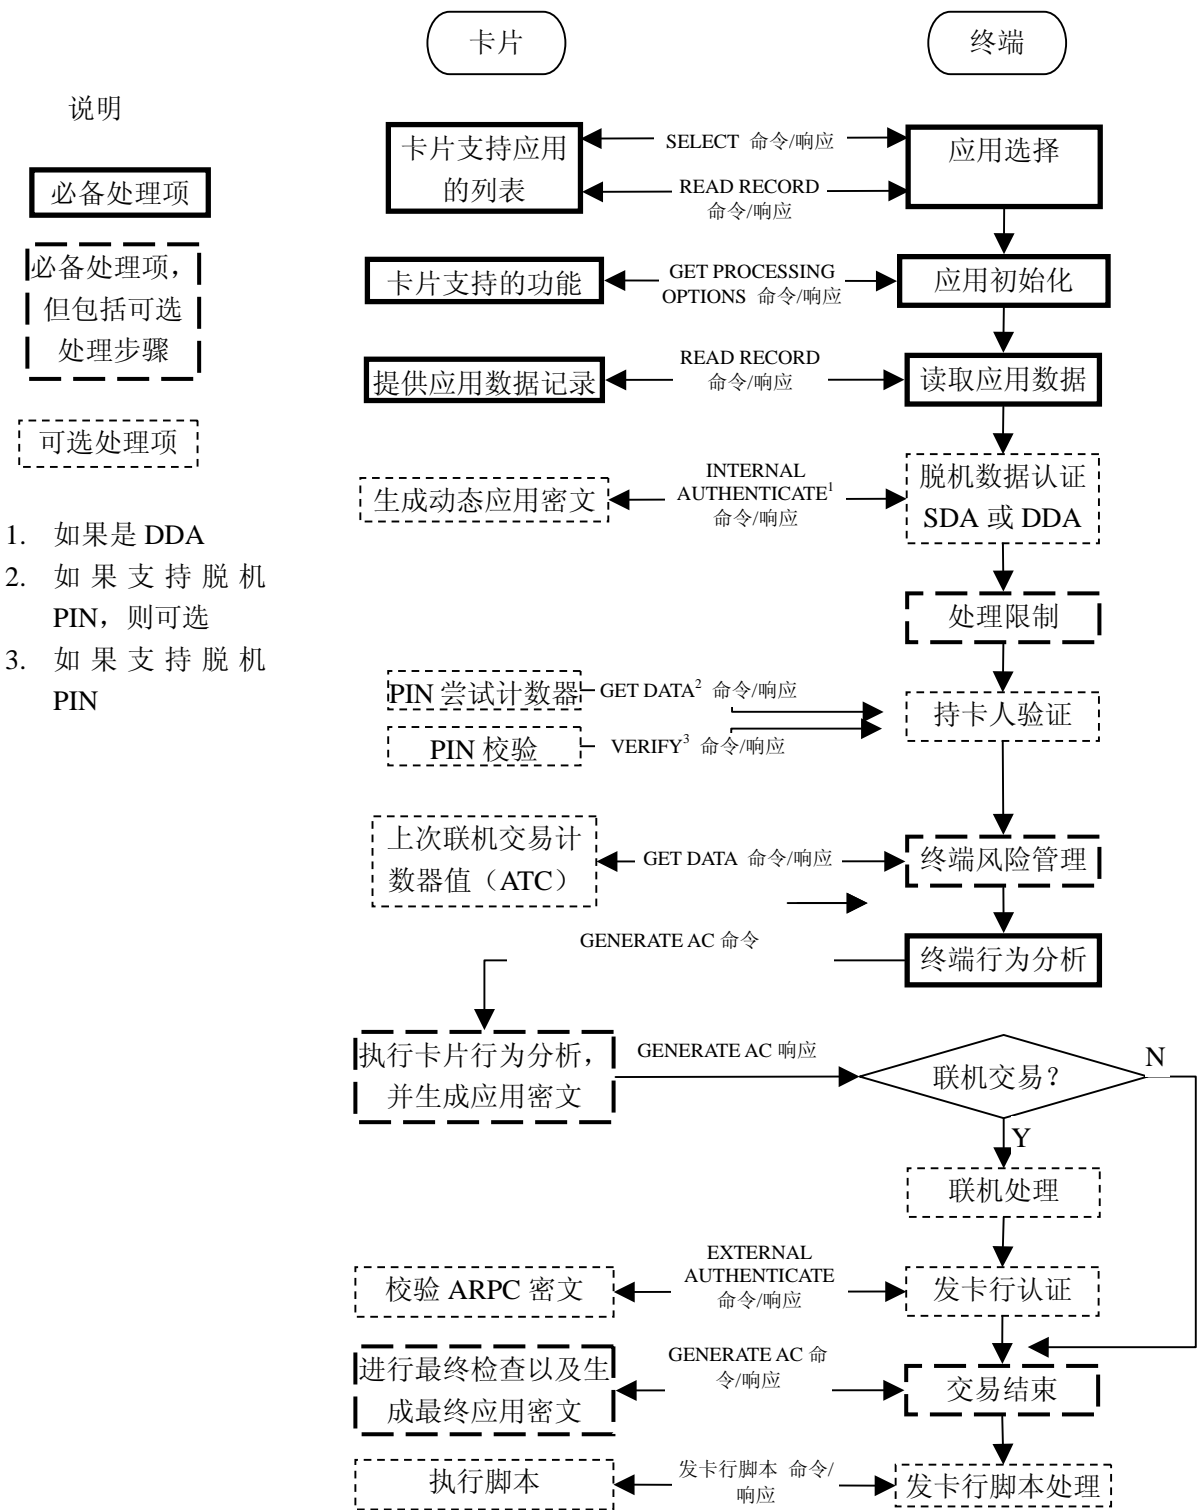 卡片
终端
说明
必备处理项
必备处理项，
但包括可选
处理步骤
可选处理项
1. 如果是 DDA
2. 如果支持脱机
PIN，则可选
3. 如果支持脱机
PIN
卡片支持应用
的列表
SELECT 命令/响应
READ RECORD
命令/响应
应用选择
卡片支持的功能
GET PROCESSING
OPTIONS 命令/响应
应用初始化
提供应用数据记录
READ RECORD
命令/响应
读取应用数据
生成动态应用密文
INTERNAL
AUTHENTICATE1
命令/响应
脱机数据认证
SDA 或 DDA
处理限制
PIN 尝试计数器
GET DATA2 命令/响应
持卡人验证
PIN 校验
VERIFY3 命令/响应
上次联机交易计
数器值（ATC）
GET DATA 命令/响应
终端风险管理
GENERATE AC 命令
终端行为分析
执行卡片行为分析，
并生成应用密文
GENERATE AC 响应
联机交易？
N
Y
联机处理
校验 ARPC 密文
EXTERNAL
AUTHENTICATE
命令/响应
发卡行认证
进行最终检查以及生
成最终应用密文
GENERATE AC 命
令/响应
交易结束
执行脚本
发卡行脚本 命令/
响应
发卡行脚本处理